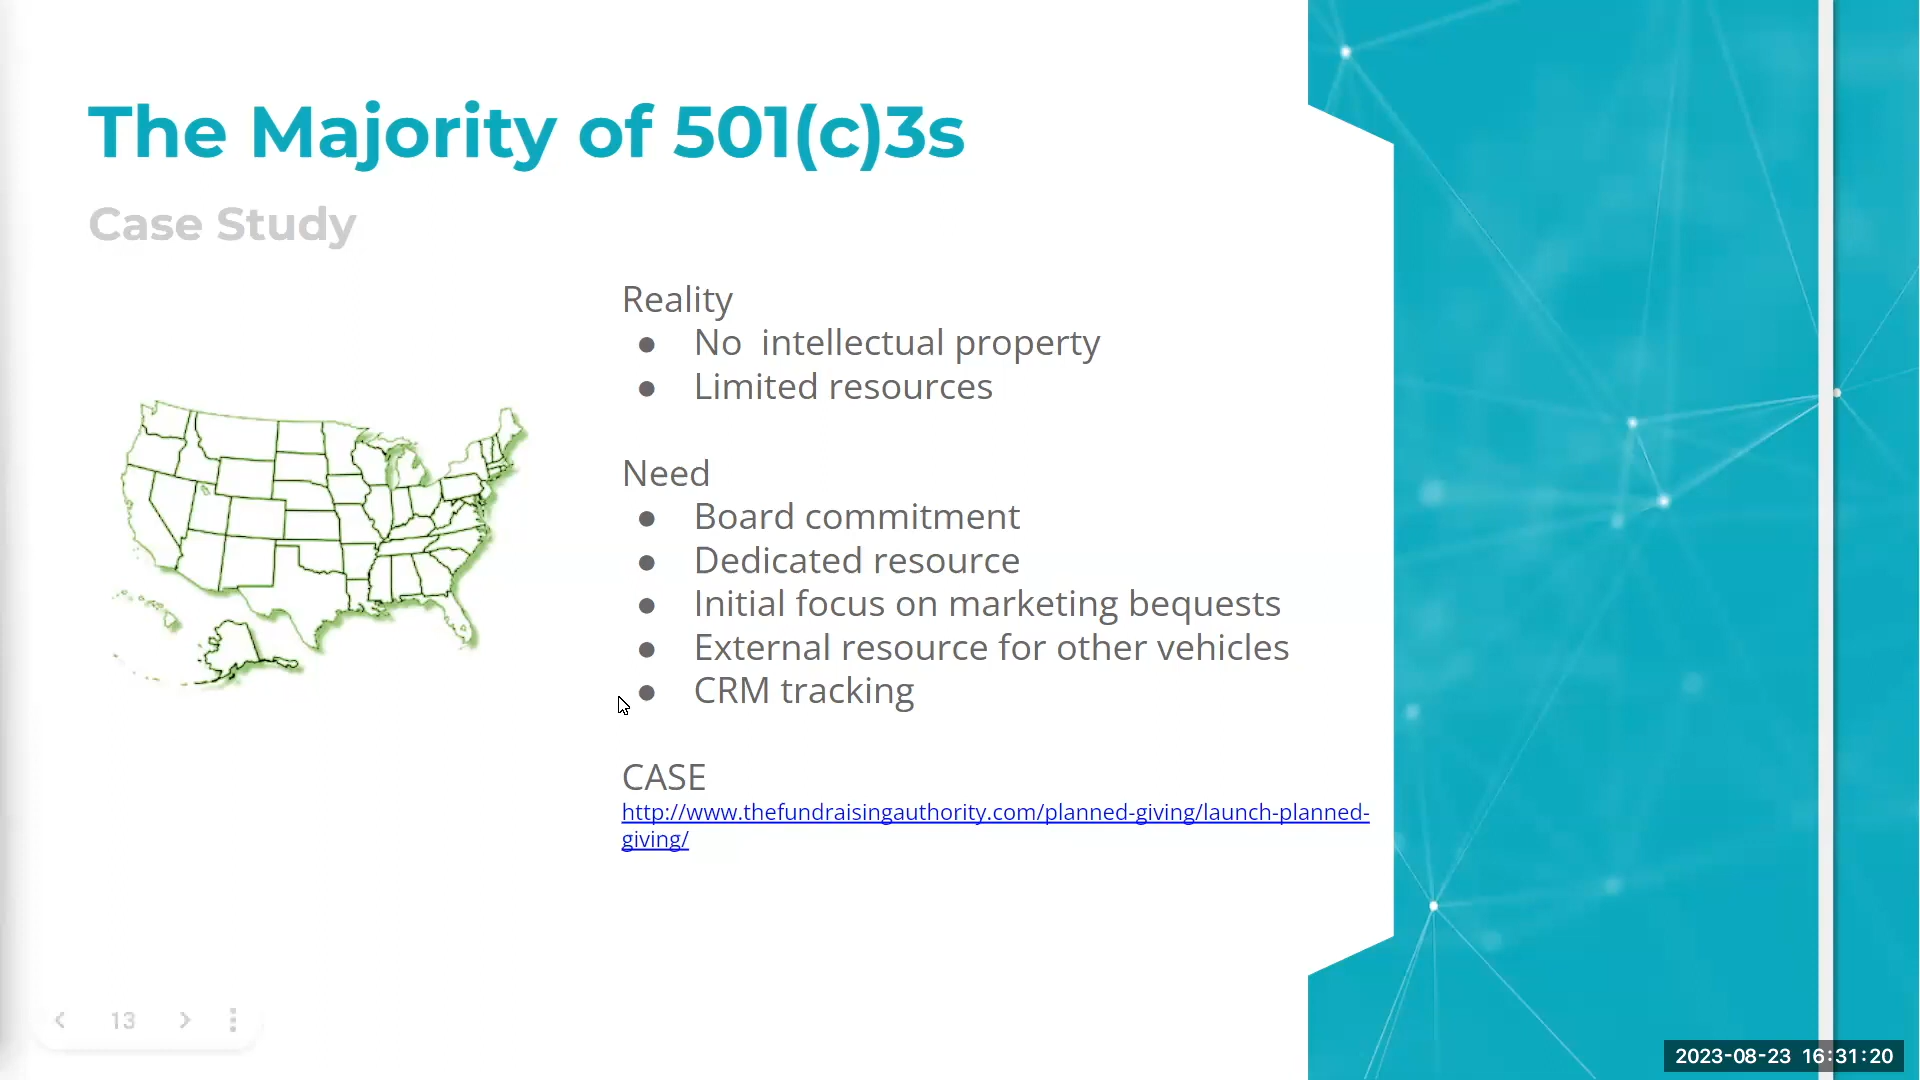 The Majority of 501(c)3s
Case Study
Reality
● No  intellectual property
● Limited resources
Need
● Board commitment
● Dedicated resource
● Initial focus on marketing bequests
● External resource for other vehicles
● CRM tracking
CASE
http://www.thefundraisingauthority.com/planned-giving/launch-planned-
giving/
13
2023-08-23 16:31:20